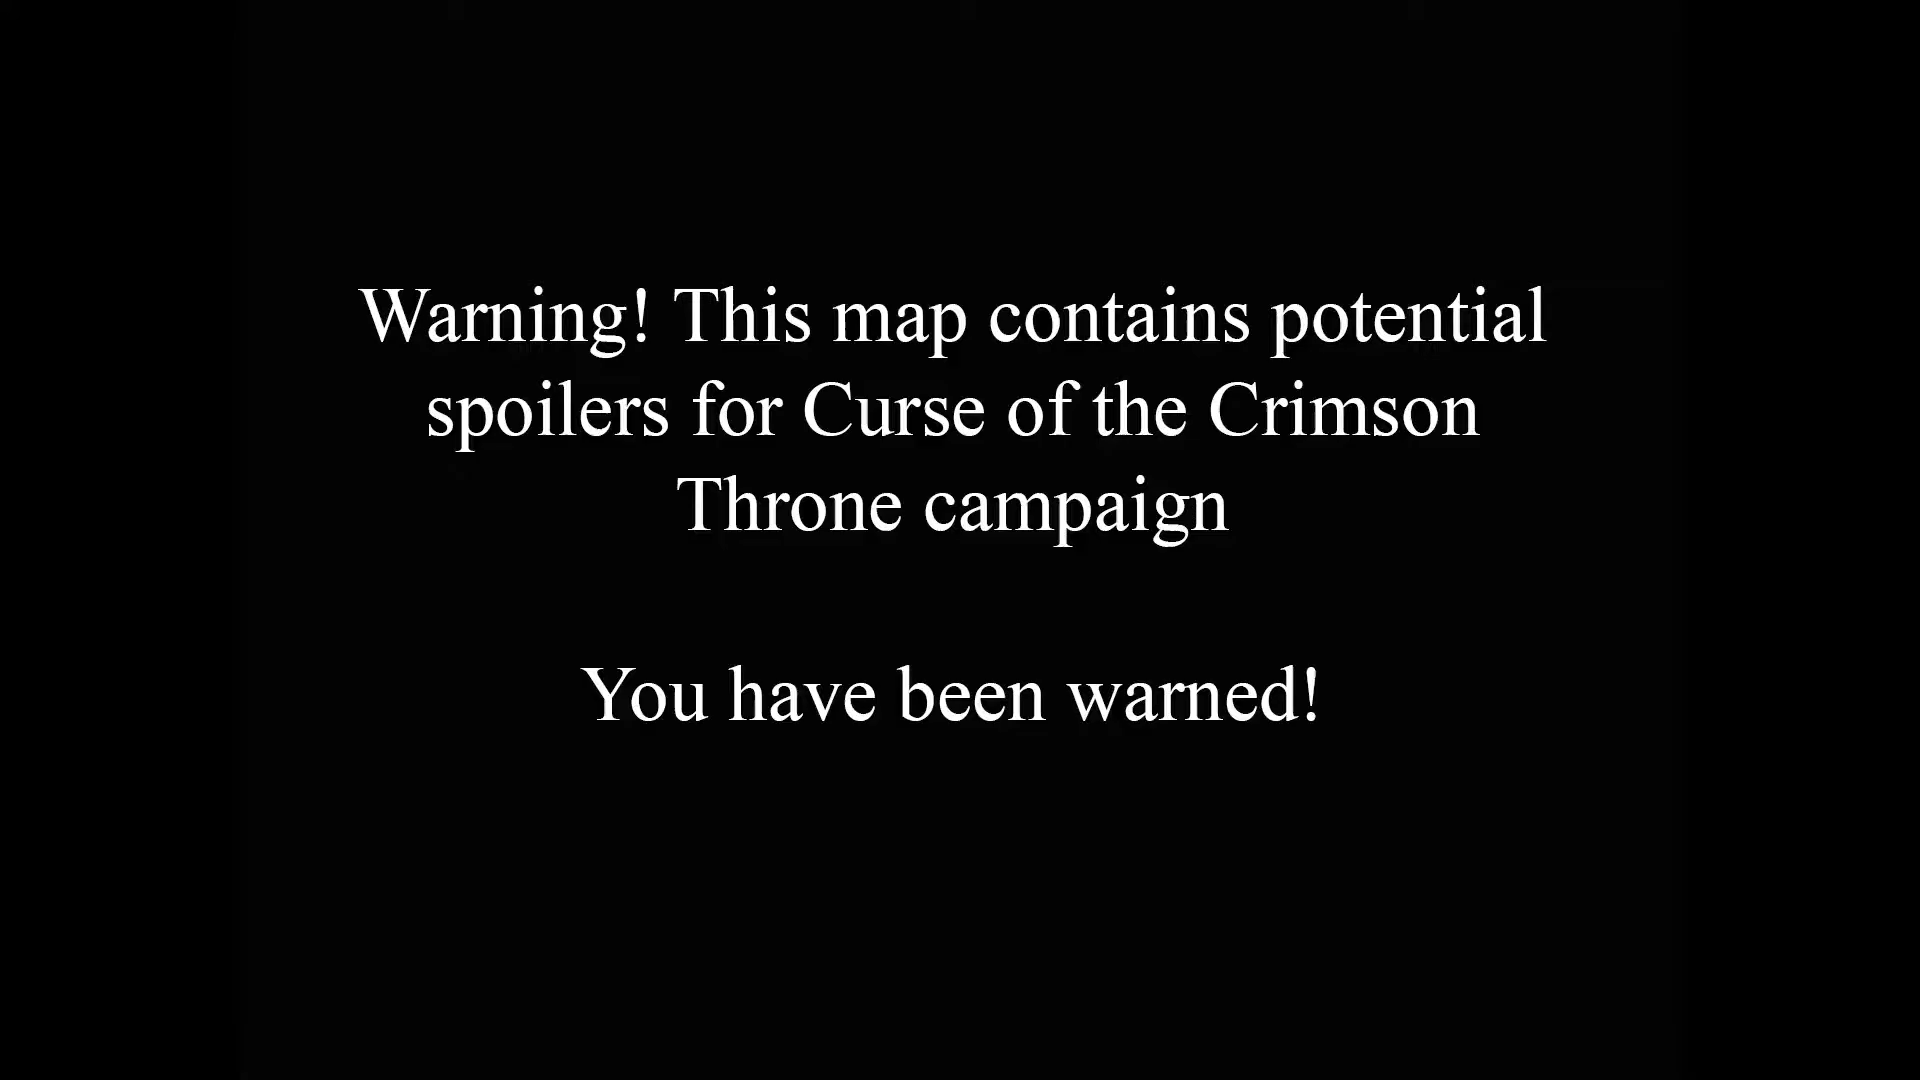 Warning! This map contains potential
spoilers for Curse of the Crimson
Throne campaign
You have been warned!